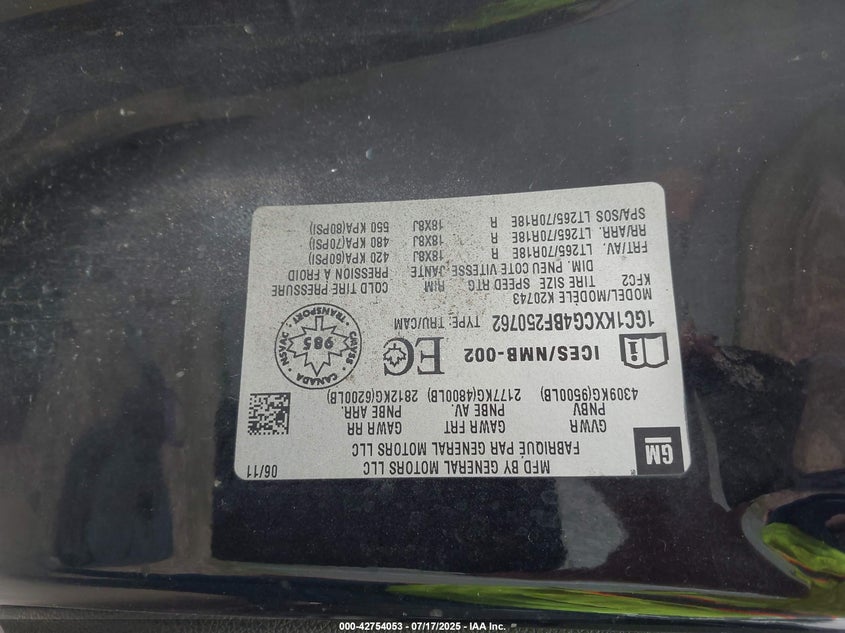 GM
MFD BY GENERAL MOTORS LLC 06/11
FABRIQUÉ PAR GENERAL MOTORS LLC
GVWR GAWR FRT GAWR RR
PNBV PNBE AV. PNBE ARR.
4309KG(9500LB) 2177KG(4800LB) 2812KG(6200LB)
ICES/NMB-002
CANADA
985
NSVAC CMVSS
TRANSPORT
1GC1KXCG4BF250762 TYPE: TRU/CAM
MODEL/MODÈLE K20743
KFC2
TIRE SIZE SPEED RTG RIM COLD TIRE PRESSURE
DIM. PNEU COTE VITESSE JANTE PRESSION A FROID
FRT/AV. LT265/70R18E R 18X8J 420 KPA(60PSI)
RR/ARR. LT265/70R18E R 18X8J 480 KPA(70PSI)
SPA/SOS LT265/70R18E R 18X8J 550 KPA(80PSI)
000-42754053 - 07/17/2025 - IAA Inc.